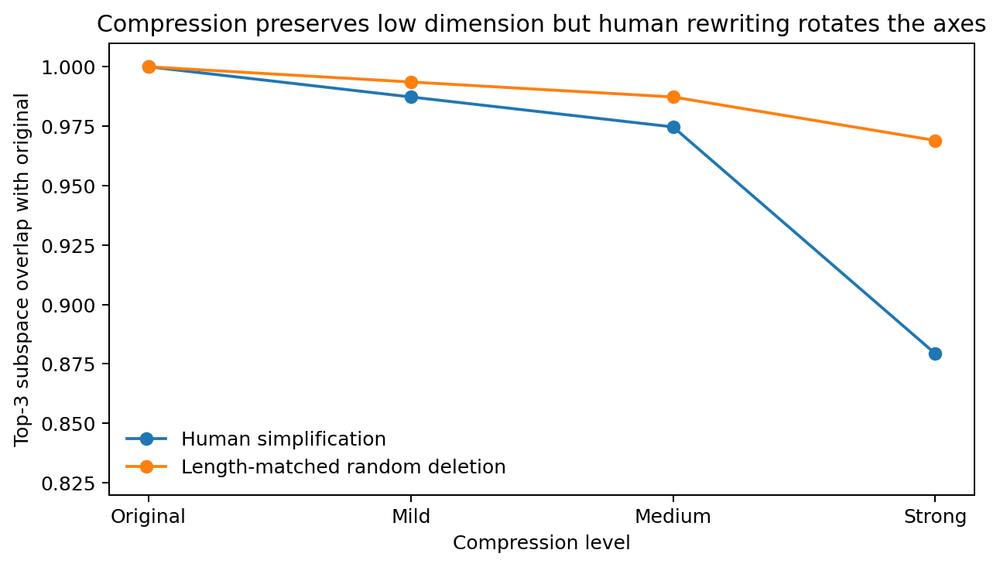 Compression preserves low dimension but human rewriting rotates the axes
Top-3 subspace overlap with original
1.000
0.975
0.950
0.925
0.900
0.875
0.850
0.825
Human simplification
Length-matched random deletion
Original Mild Medium Strong
Compression level